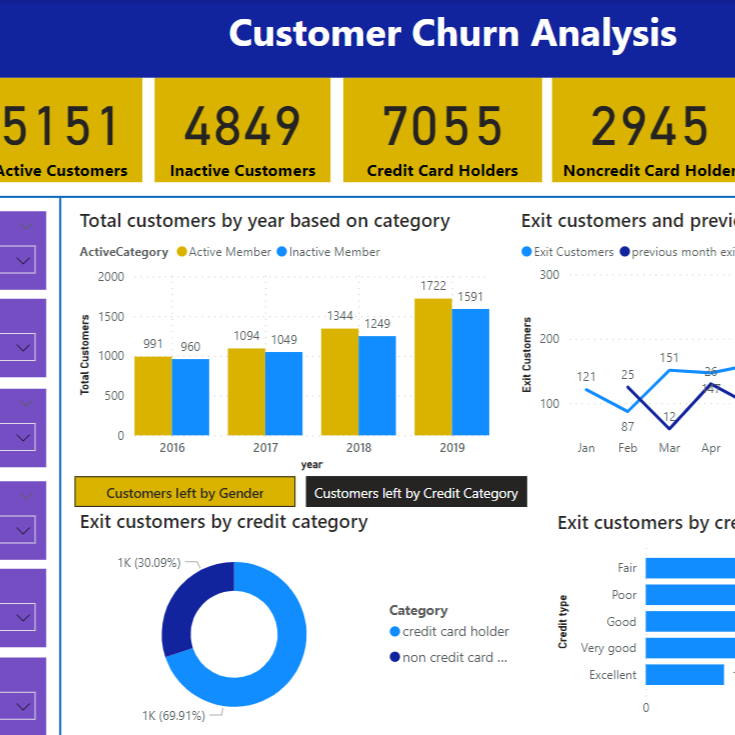 Customer Churn Analysis
5151
4849
7055
2945
Active Customers
Inactive Customers
Credit Card Holders
Noncredit Card Holder
Total customers by year based on category
ActiveCategory Active Member Inactive Member
Total Customers
2000
1500
1000
500
0
991
960
1094
1049
1344
1249
1722
1591
2016
2017
2018
2019
year
Exit customers and previ
Exit Customers previous month exi
Exit Customers
300
200
100
121
25
87
151
12
26
147
Jan
Feb
Mar
Apr
Customers left by Gender
Customers left by Credit Category
Exit customers by credit category
1K (30.09%)
1K (69.91%)
Category
credit card holder
non credit card ...
Exit customers by cre
Credit type
Fair
Poor
Good
Very good
Excellent
0